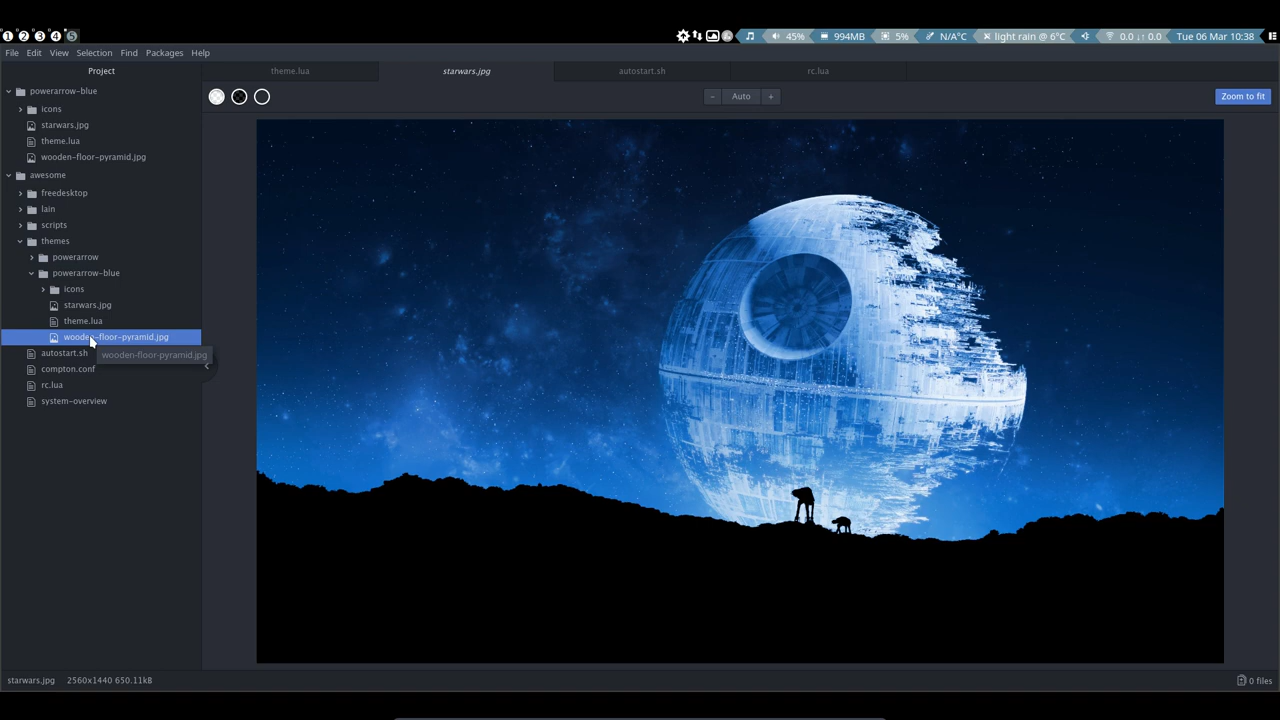 1 2 3 4 5 45% 994MB 5% N/A°C light rain @ 6°C 0.0 ↓↑ 0.0 Tue 06 Mar 10:38
File Edit View Selection Find Packages Help
Project theme.lua starwars.jpg autostart.sh rc.lua
- Auto + Zoom to fit
powerarrow-blue
icons
starwars.jpg
theme.lua
wooden-floor-pyramid.jpg
awesome
freedesktop
lain
scripts
themes
powerarrow
powerarrow-blue
icons
starwars.jpg
theme.lua
wooden-floor-pyramid.jpg
autostart.sh
wooden-floor-pyramid.jpg
compton.conf
rc.lua
system-overview
starwars.jpg 2560x1440 650.11kB 0 files